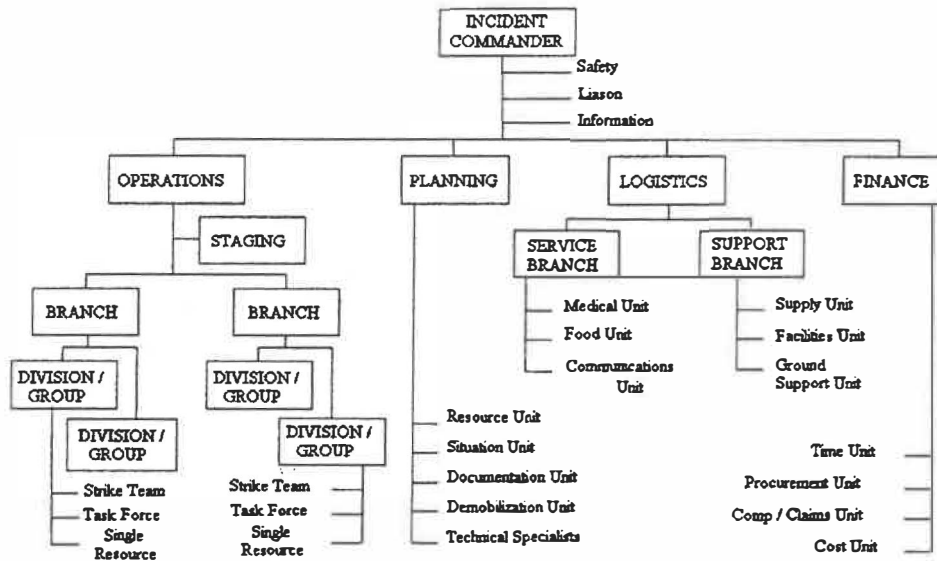 INCIDENT
COMMANDER
Safety
Liason
Information
OPERATIONS
PLANNING
LOGISTICS
FINANCE
STAGING
SERVICE
BRANCH
SUPPORT
BRANCH
BRANCH
BRANCH
Medical Unit
Food Unit
Communications
Unit
Supply Unit
Facilities Unit
Ground
Support Unit
DIVISION /
GROUP
DIVISION /
GROUP
DIVISION /
GROUP
DIVISION /
GROUP
Strike Team
Task Force
Single
Resource
Strike Team
Task Force
Single
Resource
Resource Unit
Situation Unit
Documentation Unit
Demobilization Unit
Technical Specialists
Time Unit
Procurement Unit
Comp / Claims Unit
Cost Unit